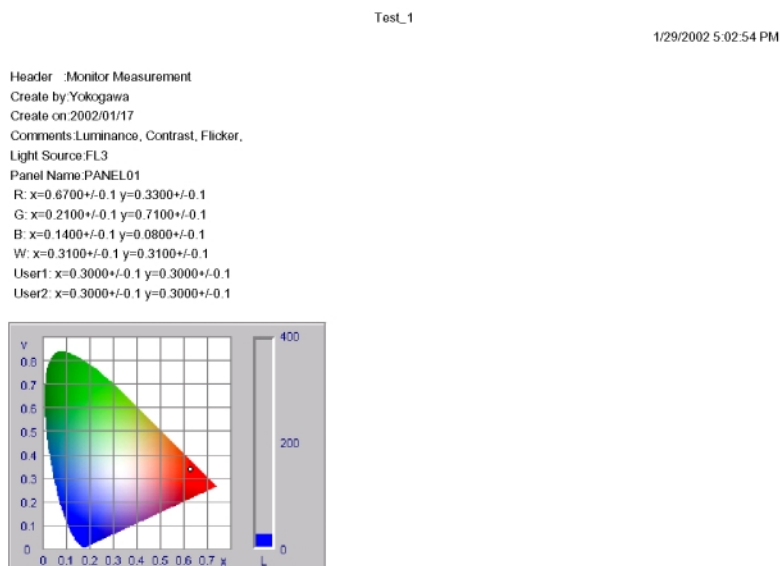 Test_1
1/29/2002 5:02:54 PM
Header :Monitor Measurement
Create by:Yokogawa
Create on:2002/01/17
Comments:Luminance, Contrast, Flicker,
Light Source:FL3
Panel Name:PANEL01
R: x=0.6700+/-0.1 y=0.3300+/-0.1
G: x=0.2100+/-0.1 y=0.7100+/-0.1
B: x=0.1400+/-0.1 y=0.0800+/-0.1
W: x=0.3100+/-0.1 y=0.3100+/-0.1
User1: x=0.3000+/-0.1 y=0.3000+/-0.1
User2: x=0.3000+/-0.1 y=0.3000+/-0.1
400
Y
0.8
0.7
0.6
0.5
200
0.4
0.3
0.2
0.1
0 0
0 0.1 0.2 0.3 0.4 0.5 0.6 0.7 x L